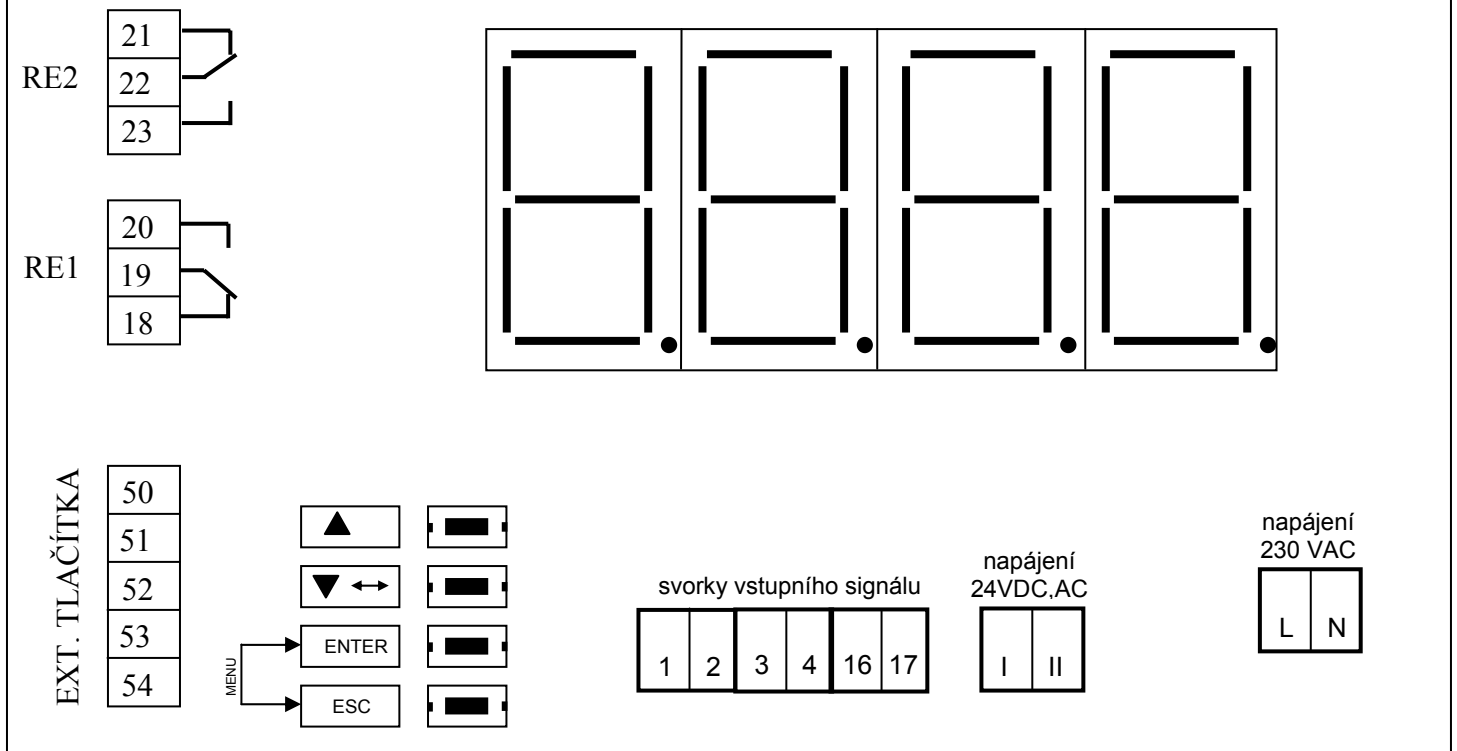 21
RE2
22
23
20
RE1
19
18
EXT. TLAČÍTKA
50
51
52
53
54
▲
▼ ↔
MENU
ENTER
ESC
svorky vstupního signálu
1 2 3 4 16 17
napájení
24VDC,AC
I II
napájení
230 VAC
L N